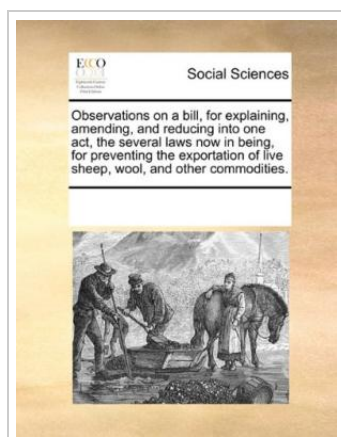 ECCO
Social Sciences
Observations on a bill, for explaining,
amending, and reducing into one
act, the several laws now in being,
for preventing the exportation of live
sheep, wool, and other commodities.